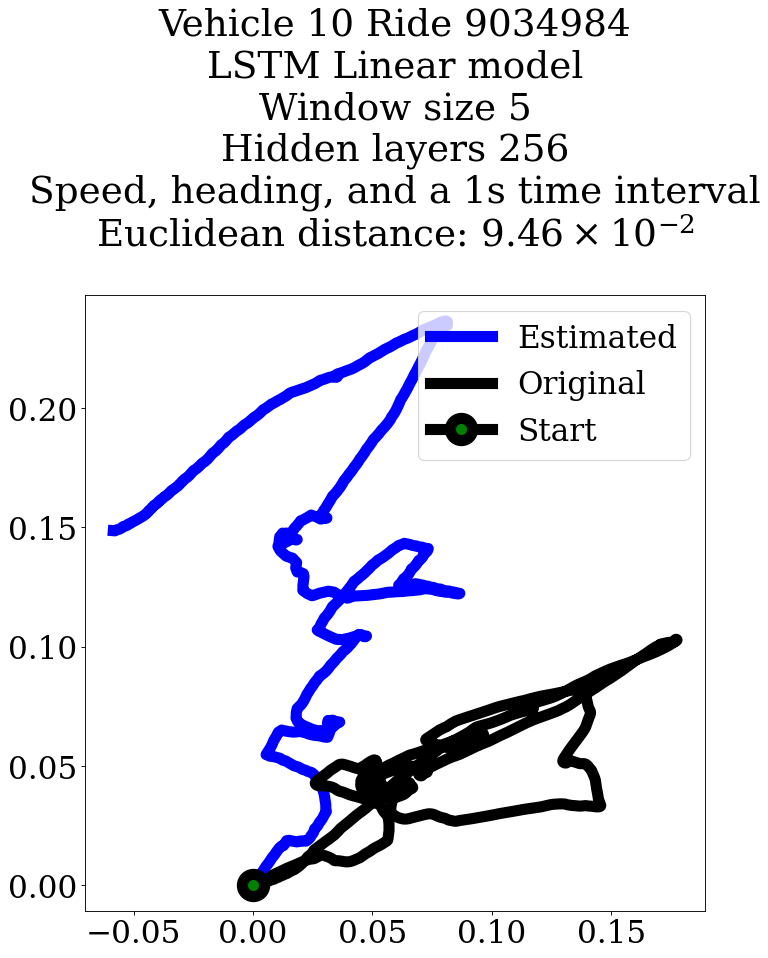 Vehicle 10 Ride 9034984
LSTM Linear model
Window size 5
Hidden layers 256
Speed, heading, and a 1s time interval
Euclidean distance: 9.46 × 10⁻²
Estimated
Original
Start
0.20
0.15
0.10
0.05
0.00
−0.05 0.00 0.05 0.10 0.15